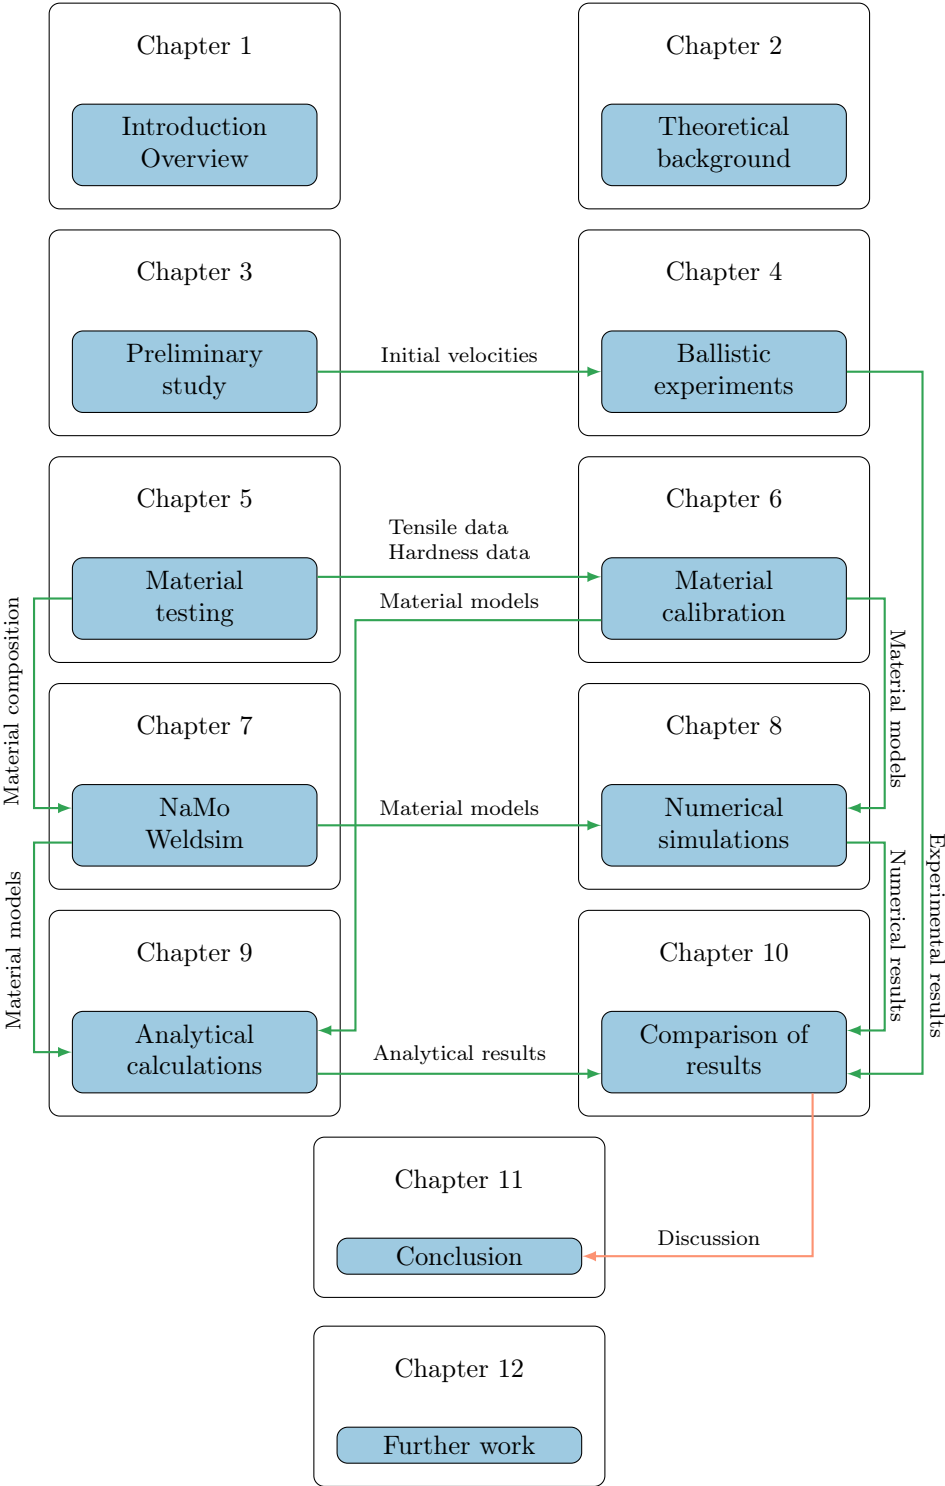 Chapter 1
Introduction
Overview
Chapter 2
Theoretical
background
Chapter 3
Preliminary
study
Initial velocities
Chapter 4
Ballistic
experiments
Chapter 5
Material
testing
Tensile data
Hardness data
Material models
Chapter 6
Material
calibration
Material composition
Material models
Chapter 7
NaMo
Weldsim
Material models
Chapter 8
Numerical
simulations
Material models
Numerical results
Experimental results
Chapter 9
Analytical
calculations
Analytical results
Chapter 10
Comparison of
results
Chapter 11
Conclusion
Discussion
Chapter 12
Further work